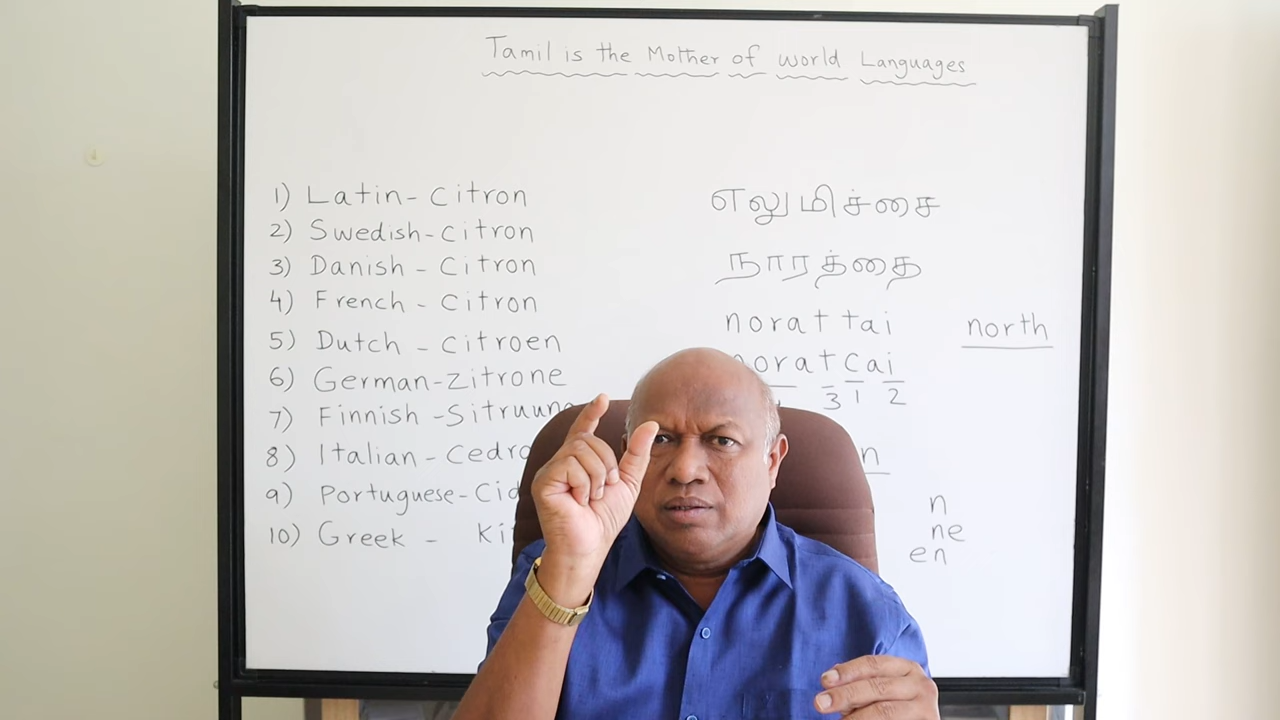 Tamil is the Mother of world Languages
1) Latin - Citron
2) Swedish - Citron
3) Danish - Citron
4) French - Citron
5) Dutch - Citroen
6) German - Zitrone
7) Finnish - Sitruuna
8) Italian - Cedro
9) Portuguese - Cid
10) Greek - Ki
எலுமிச்சை
நாரத்தை
norattai
north
noratcai
3 1 2
n
n
ne
en